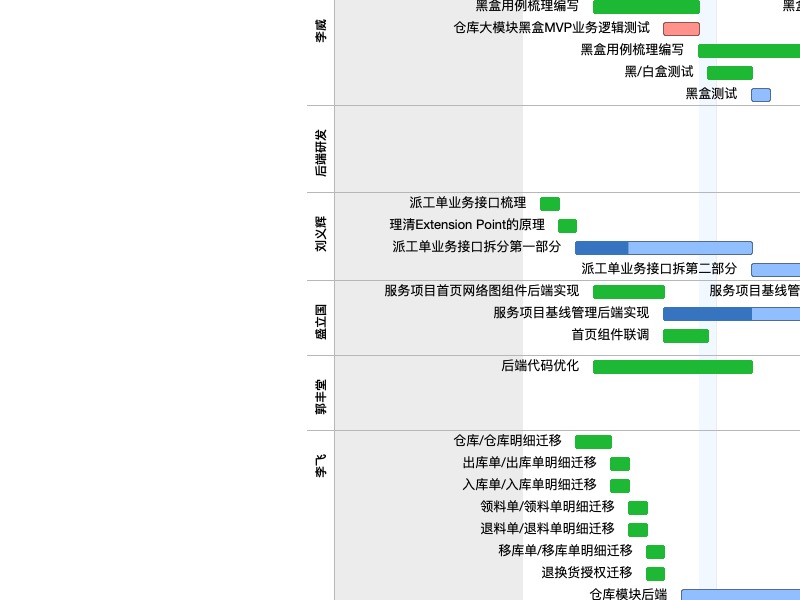 李威
黑盒用例梳理编写
黑
仓库大模块黑盒MVP业务逻辑测试
黑盒用例梳理编写
黑/白盒测试
黑盒测试
后端研发
刘义辉
派工单业务接口梳理
理清Extension Point的原理
派工单业务接口拆分第一部分
派工单业务接口拆第二部分
盛立国
服务项目首页网络图组件后端实现
服务项目基线管
服务项目基线管理后端实现
首页组件联调
郭丰堂
后端代码优化
李飞
仓库/仓库明细迁移
出库单/出库单明细迁移
入库单/入库单明细迁移
领料单/领料单明细迁移
退料单/退料单明细迁移
移库单/移库单明细迁移
退换货授权迁移
仓库模块后端